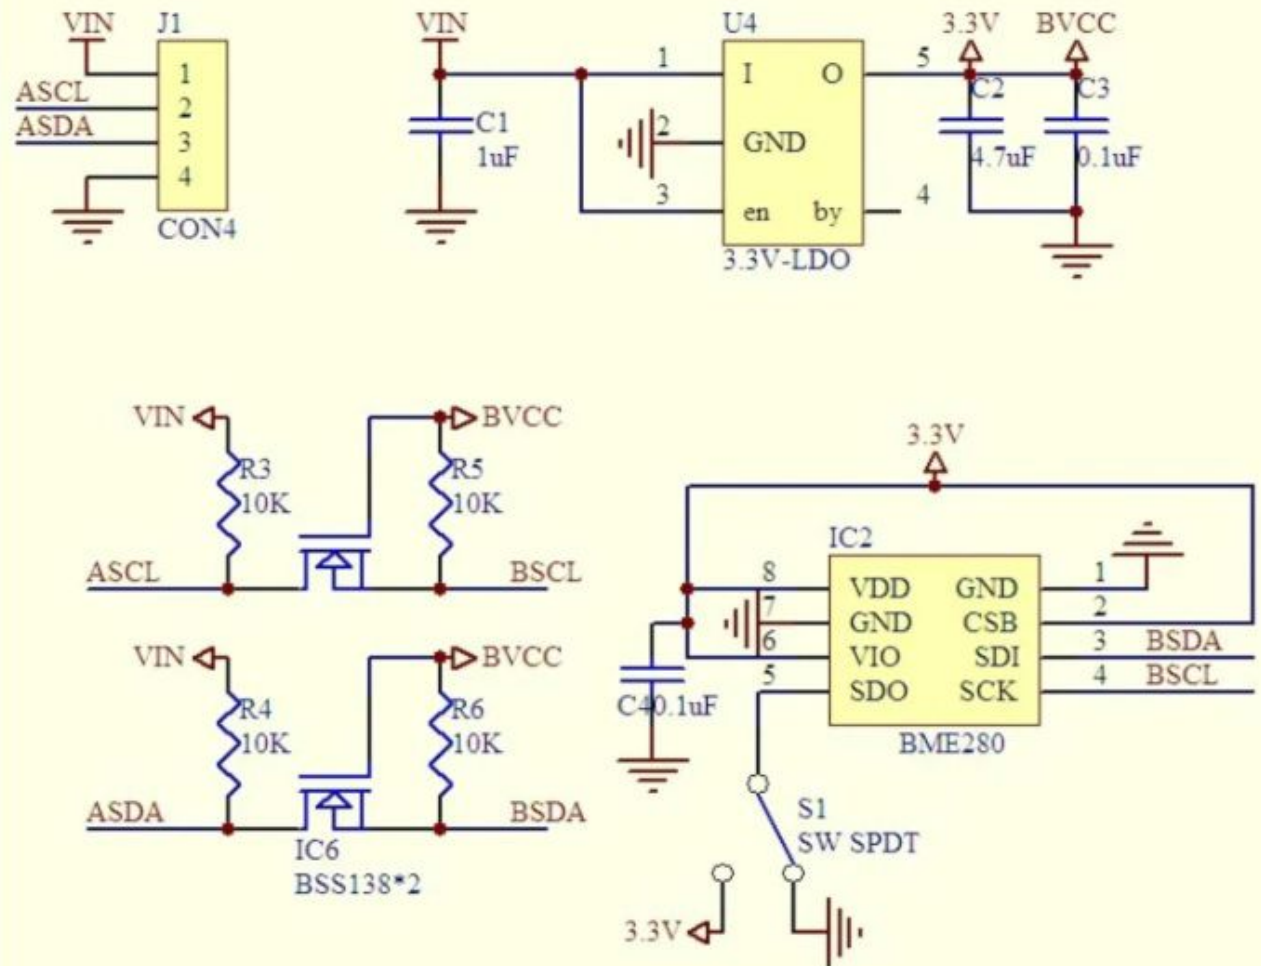 VIN
J1
1
ASCL
2
ASDA
3
4
CON4
VIN
C1
1uF
U4
1
I
O
5
2
GND
3
en
by
4
3.3V-LDO
3.3V
BVCC
C2
C3
4.7uF
0.1uF
VIN
BVCC
R3
10K
R5
10K
ASCL
BSCL
VIN
BVCC
R4
10K
R6
10K
ASDA
BSDA
IC6
BSS138*2
3.3V
IC2
8
VDD
GND
1
7
GND
CSB
2
6
VIO
SDI
3
BSDA
5
SDO
SCK
4
BSCL
C40.1uF
BME280
S1
SW SPDT
3.3V